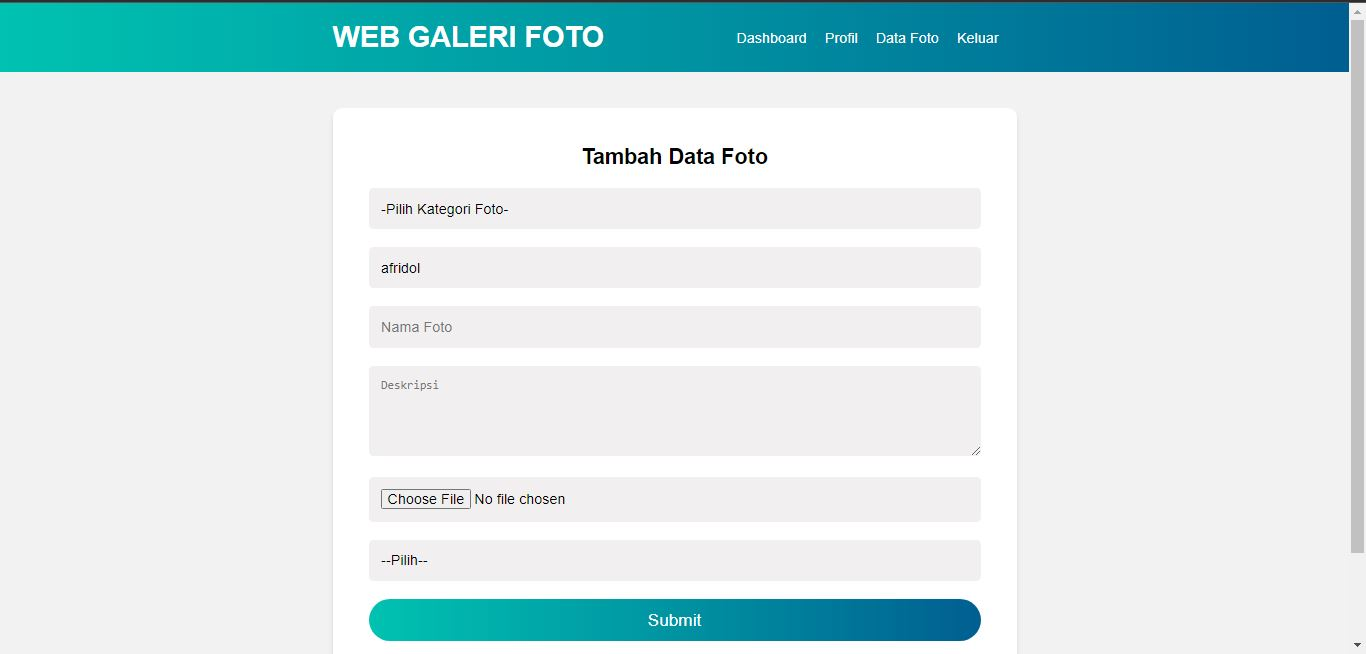 WEB GALERI FOTO
Dashboard Profil Data Foto Keluar
Tambah Data Foto
-Pilih Kategori Foto-
afridol
Nama Foto
Deskripsi
Choose File No file chosen
--Pilih--
Submit